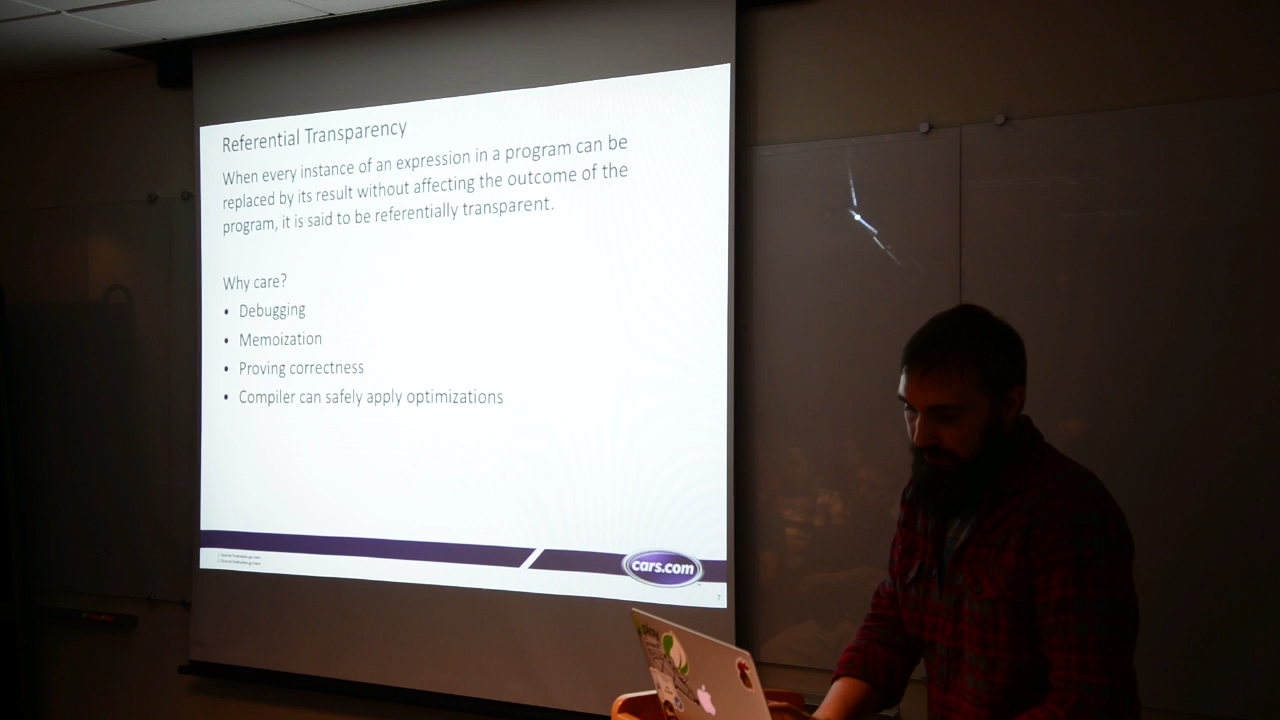 Referential Transparency
When every instance of an expression in a program can be
replaced by its result without affecting the outcome of the
program, it is said to be referentially transparent.
Why care?
• Debugging
• Memoization
• Proving correctness
• Compiler can safely apply optimizations
cars.com
7